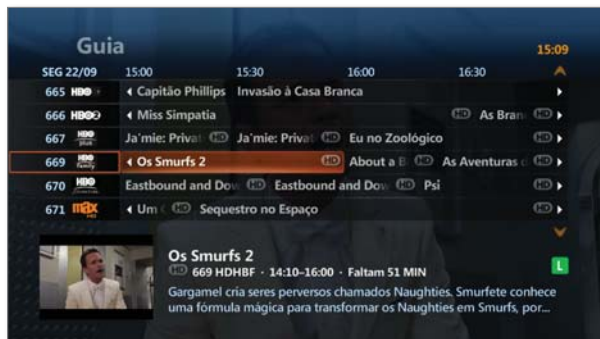 Guia
15:09
SEG 22/09 15:00 15:30 16:00 16:30
665 HBO Capitão Phillips Invasão à Casa Branca
666 HBO2 Miss Simpatia HD As Bran HD
667 HBO plus Ja'mie: Privat HD Ja'mie: Privat HD Eu no Zoológico HD
669 HBO family Os Smurfs 2 HD About a B HD As Aventuras d HD
670 HBO Eastbound and Dow HD Eastbound and Dow HD Psi HD
671 max HD Um HD Sequestro no Espaço HD
Os Smurfs 2
HD 669 HDHBF · 14:10–16:00 · Faltam 51 MIN
L
Gargamel cria seres perversos chamados Naughties. Smurfete conhece
uma fórmula mágica para transformar os Naughties em Smurfs, por...